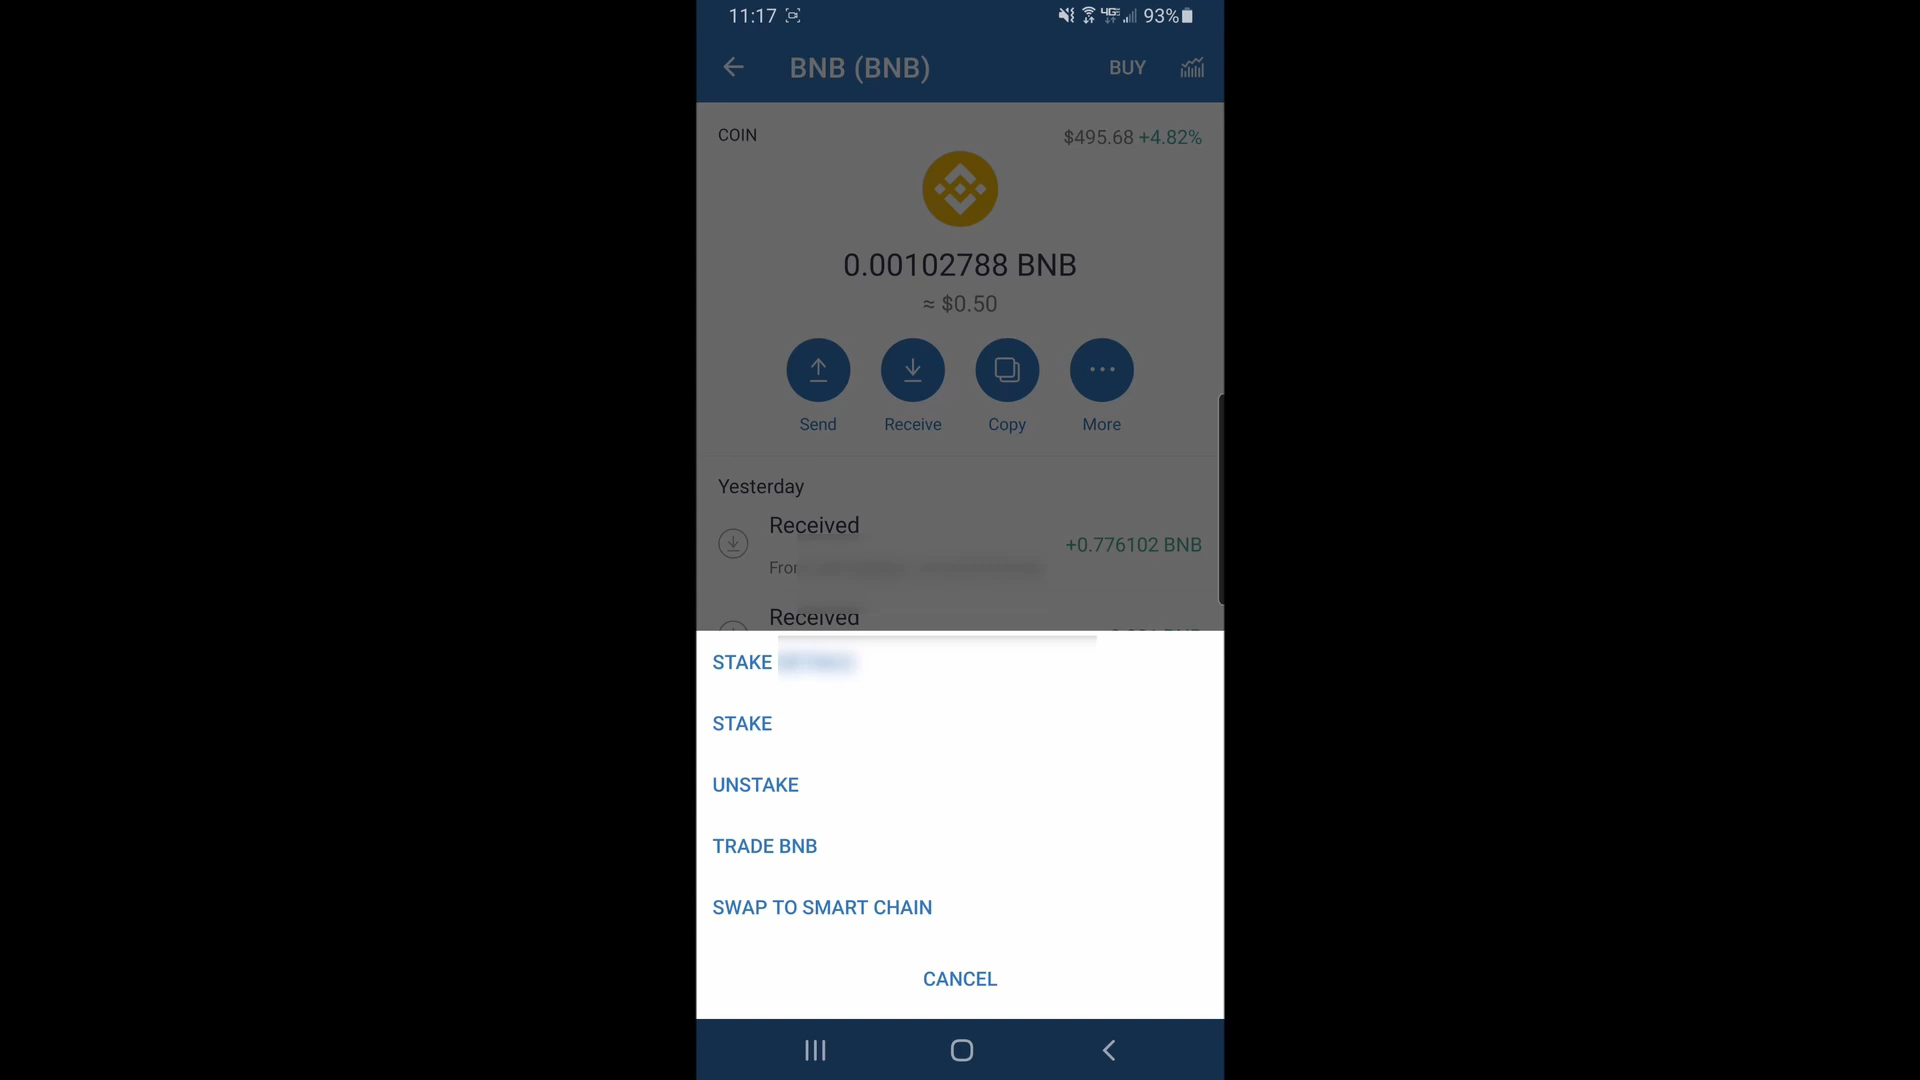 11:17 4G 93%
BNB (BNB) BUY
COIN $495.68 +4.82%
0.00102788 BNB
≈ $0.50
Send Receive Copy More
Yesterday
Received
+0.776102 BNB
Received
STAKE
STAKE
UNSTAKE
TRADE BNB
SWAP TO SMART CHAIN
CANCEL